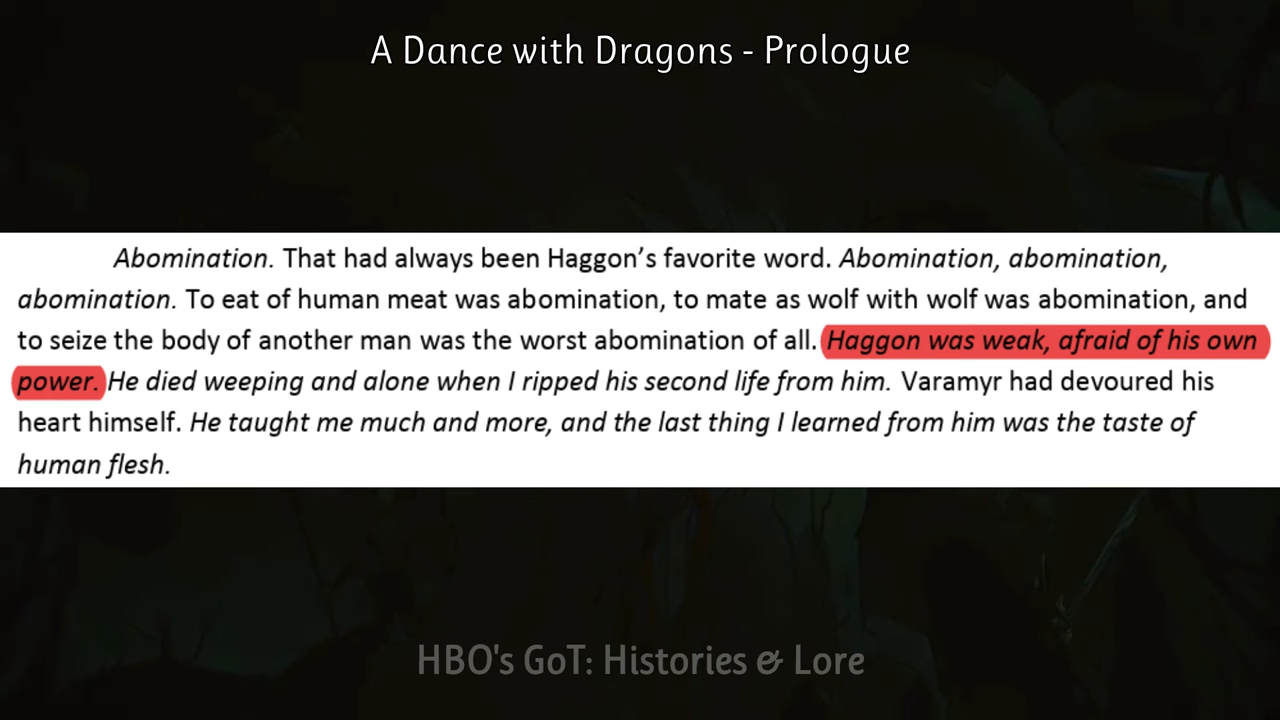 A Dance with Dragons - Prologue
Abomination. That had always been Haggon’s favorite word. Abomination, abomination,
abomination. To eat of human meat was abomination, to mate as wolf with wolf was abomination, and
to seize the body of another man was the worst abomination of all. Haggon was weak, afraid of his own
power. He died weeping and alone when I ripped his second life from him. Varamyr had devoured his
heart himself. He taught me much and more, and the last thing I learned from him was the taste of
human flesh.
HBO's GoT: Histories & Lore